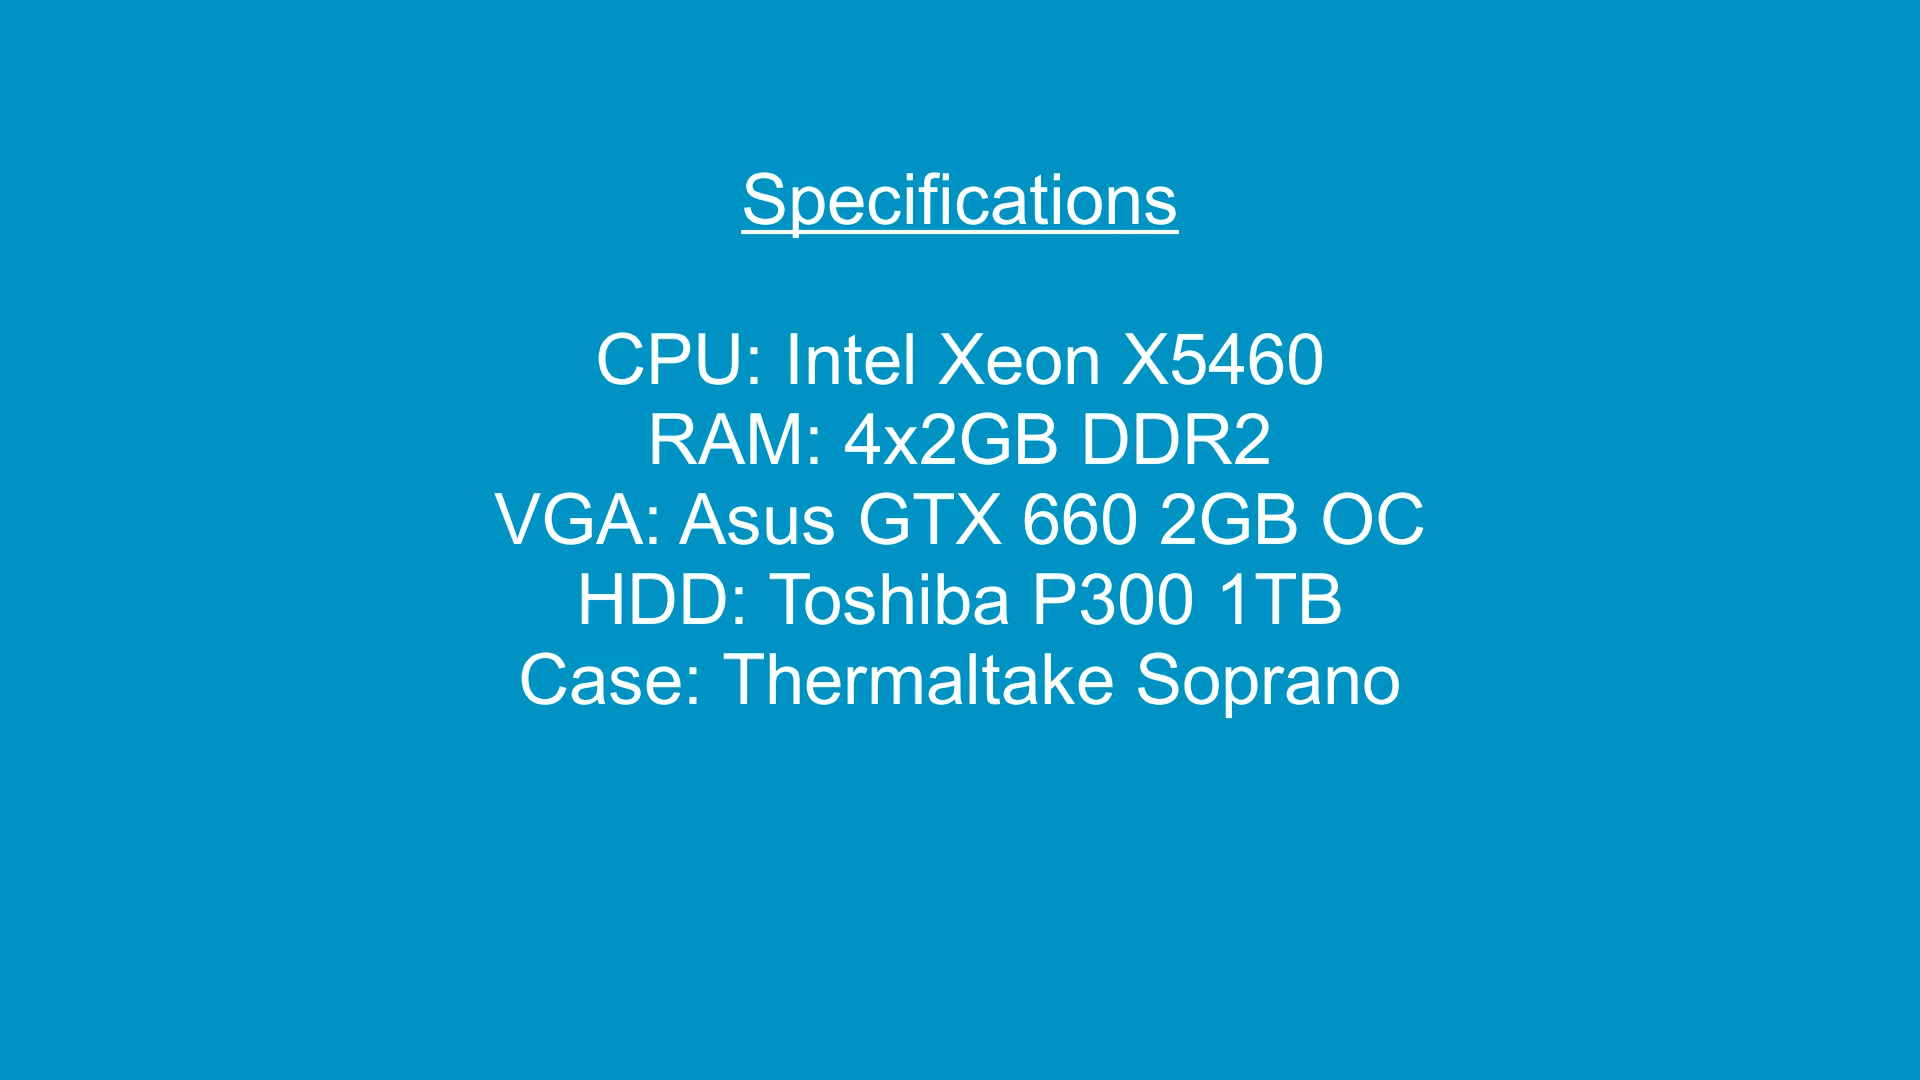 Specifications
CPU: Intel Xeon X5460
RAM: 4x2GB DDR2
VGA: Asus GTX 660 2GB OC
HDD: Toshiba P300 1TB
Case: Thermaltake Soprano